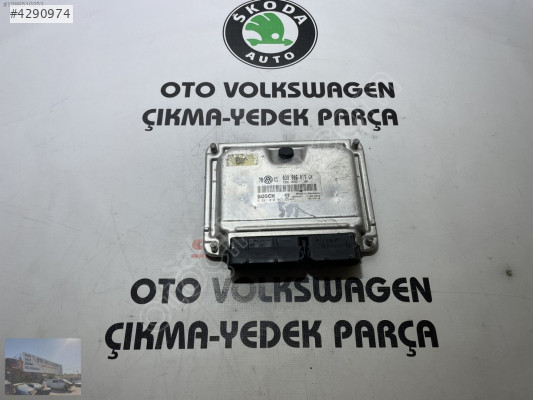 #4290974
ŠKODA
AUTO
OTO VOLKSWAGEN
ÇIKMA-YEDEK PARÇA
BOSCH
OTO VOLKSWAGEN
ÇIKMA-YEDEK PARÇA